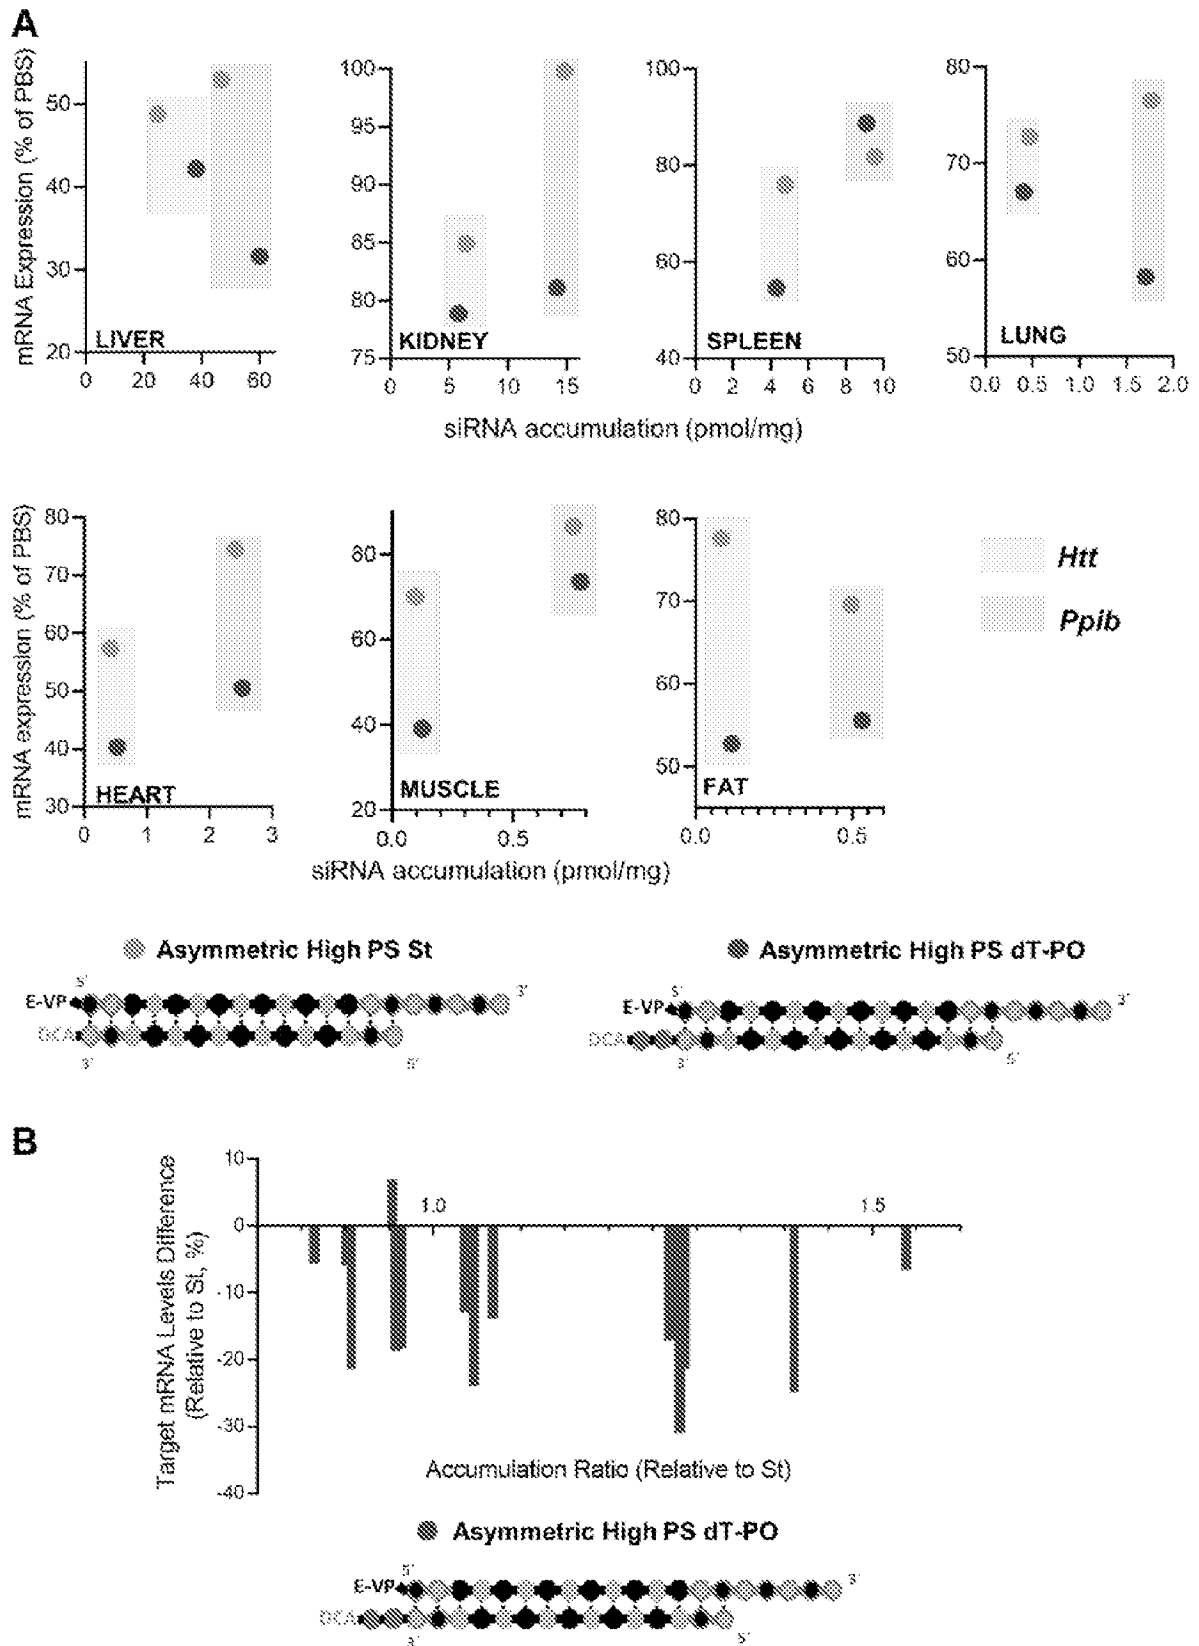 A
mRNA Expression (% of PBS)
50
40
30
20
LIVER
0 20 40 60
100
95
90
85
80
75
KIDNEY
0 5 10 15
100
80
60
40
SPLEEN
0 2 4 6 8 10
80
70
60
50
LUNG
0.0 0.5 1.0 1.5 2.0
siRNA accumulation (pmol/mg)
mRNA expression (% of PBS)
80
70
60
50
40
30
HEART
0 1 2 3
80
60
40
20
MUSCLE
0.0 0.5
80
70
60
50
FAT
0.0 0.5
Htt
Ppib
siRNA accumulation (pmol/mg)
Asymmetric High PS St
5'
E-VP 3'
DCA
3' 5'
Asymmetric High PS dT-PO
5'
E-VP 3'
DCA
3' 5'
B
Target mRNA Levels Difference
(Relative to St, %)
10
0
-10
-20
-30
-40
1.0 1.5
Accumulation Ratio (Relative to St)
Asymmetric High PS dT-PO
5'
E-VP 3'
DCA
3' 5'